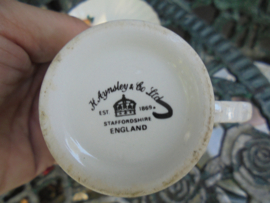 H. Aynsley & Co. Ltd
EST. 1864
STAFFORDSHIRE
ENGLAND